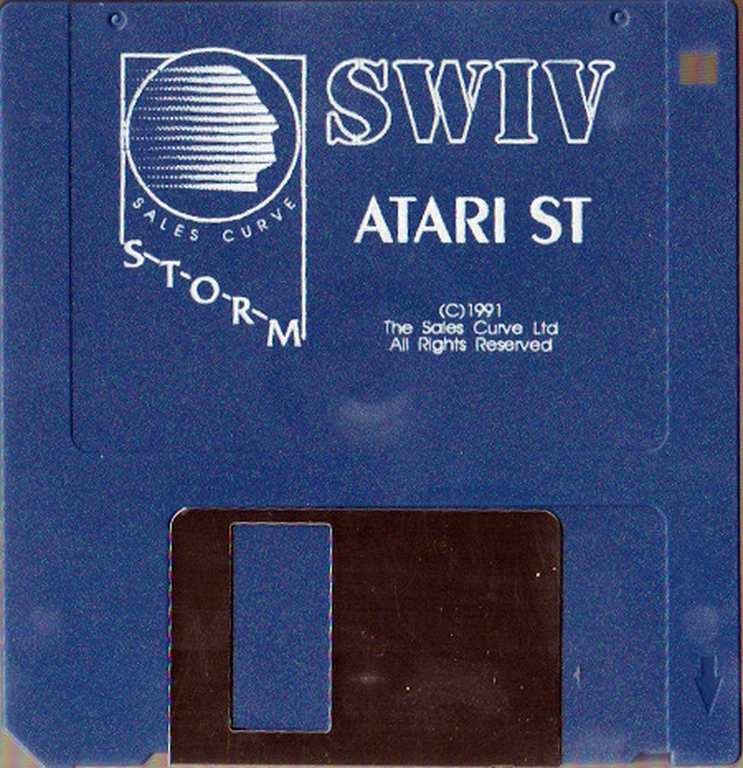 SALES CURVE
S-T-O-R-M
SWIV
ATARI ST
(C)1991
The Sales Curve Ltd
All Rights Reserved